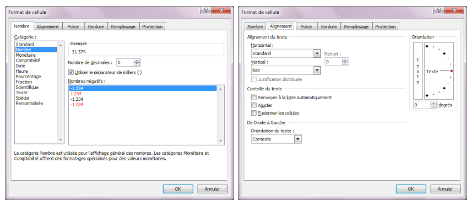 Format de cellule
Nombre Alignement Police Bordure Remplissage Protection
Catégorie :
Standard
Nombre
Monétaire
Comptabilité
Date
Heure
Pourcentage
Fraction
Scientifique
Texte
Spécial
Personnalisée
Exemple
31 374
Nombre de décimales : 0
Utiliser le séparateur de milliers ( )
Nombres négatifs :
-1 234
1 234
-1 234
-1 234
La catégorie Nombre est utilisée pour l'affichage général des nombres. Les catégories Monétaire et
Comptabilité offrent des formatages spécialisés pour des valeurs monétaires.
OK Annuler
Format de cellule
Nombre Alignement Police Bordure Remplissage Protection
Alignement du texte
Horizontal :
Standard
Retrait :
Vertical :
0
Bas
Justification distribuée
Contrôle du texte
Renvoyer à la ligne automatiquement
Ajuster
Fusionner les cellules
De Droite à Gauche
Orientation du texte :
Contexte
Orientation
T
e
x
t
e
Texte
0 degrés
OK Annuler